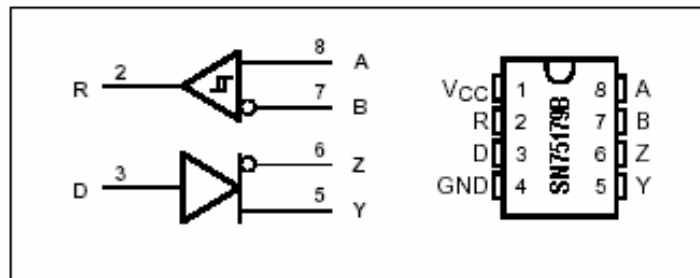 R 2 8 A
7 B
D 3 6 Z
5 Y
VCC 1 8 A
R 2 7 B
D 3 6 Z
GND 4 5 Y
SN75179B